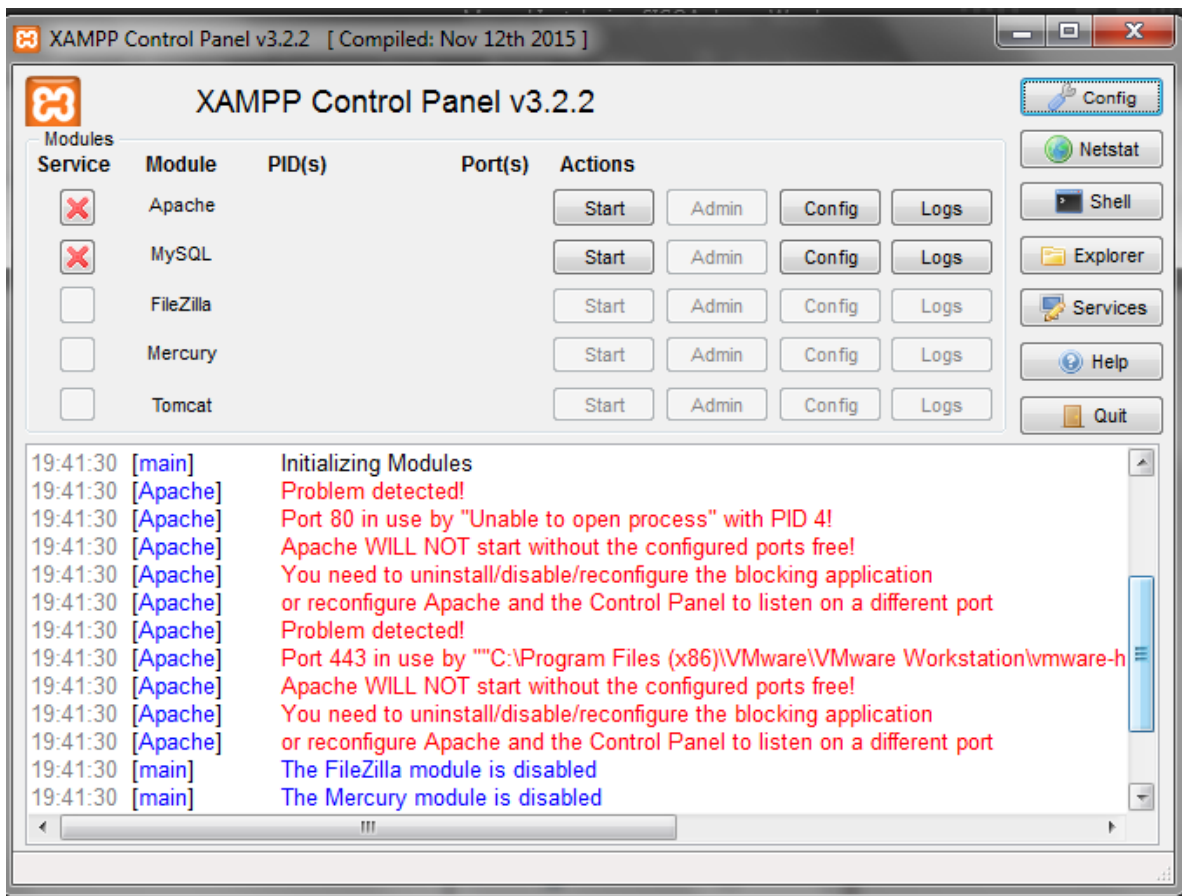 XAMPP Control Panel v3.2.2 [ Compiled: Nov 12th 2015 ]
XAMPP Control Panel v3.2.2
Config
Modules
Netstat
Service Module PID(s) Port(s) Actions
Apache Start Admin Config Logs
Shell
MySQL Start Admin Config Logs
Explorer
FileZilla Start Admin Config Logs
Services
Mercury Start Admin Config Logs
Help
Tomcat Start Admin Config Logs
Quit
19:41:30 [main] Initializing Modules
19:41:30 [Apache] Problem detected!
19:41:30 [Apache] Port 80 in use by "Unable to open process" with PID 4!
19:41:30 [Apache] Apache WILL NOT start without the configured ports free!
19:41:30 [Apache] You need to uninstall/disable/reconfigure the blocking application
19:41:30 [Apache] or reconfigure Apache and the Control Panel to listen on a different port
19:41:30 [Apache] Problem detected!
19:41:30 [Apache] Port 443 in use by ""C:\Program Files (x86)\VMware\VMware Workstation\vmware-h
19:41:30 [Apache] Apache WILL NOT start without the configured ports free!
19:41:30 [Apache] You need to uninstall/disable/reconfigure the blocking application
19:41:30 [Apache] or reconfigure Apache and the Control Panel to listen on a different port
19:41:30 [main] The FileZilla module is disabled
19:41:30 [main] The Mercury module is disabled